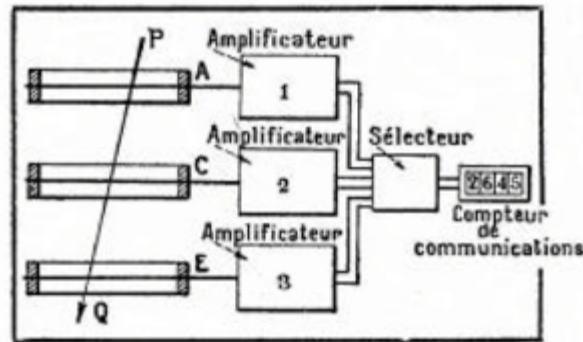 P
Amplificateur
A
1
Amplificateur
Sélecteur
C
2
2645
Compteur
de
communications
Amplificateur
E
3
Q